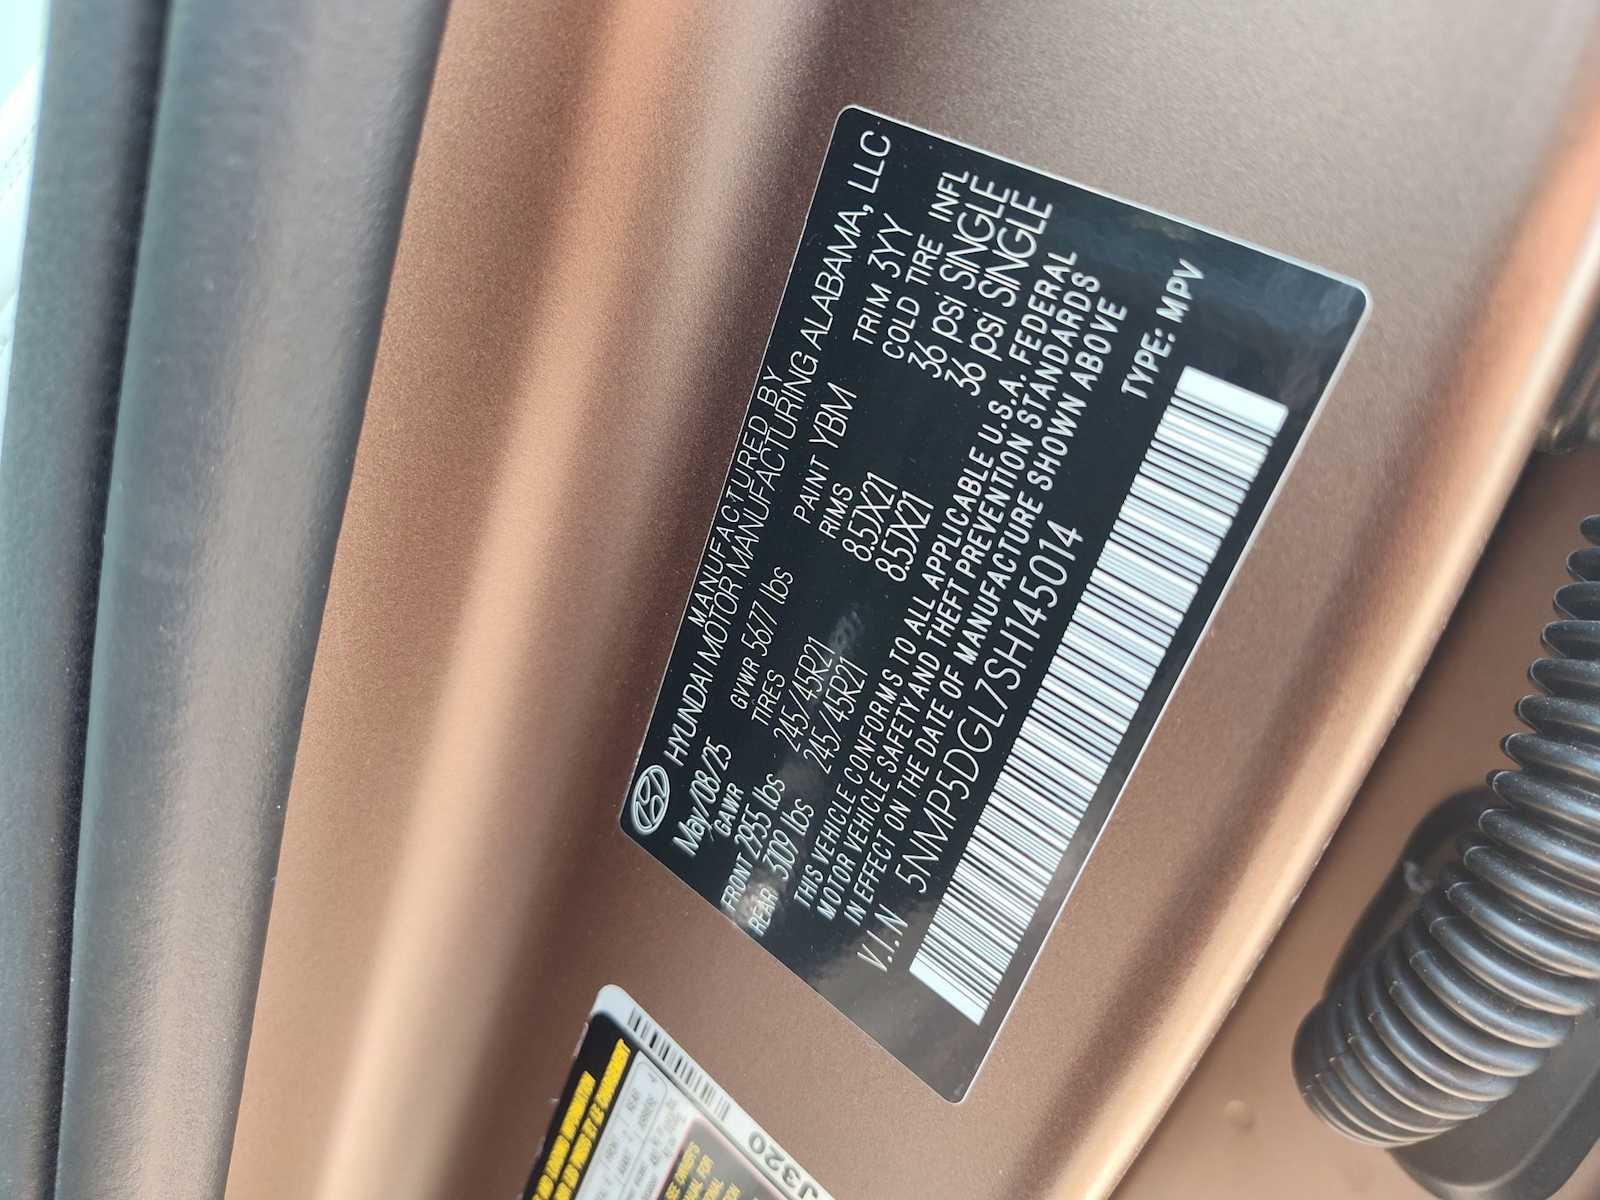 MANUFACTURED BY
HYUNDAI MOTOR MANUFACTURING ALABAMA, LLC
May/08/25 GVWR 5677 lbs PAINT YBM TRIM 3YY
GAWR TIRES RIMS COLD TIRE INFL
FRONT 2955 lbs 245/45R21 8.5JX21 36 psi SINGLE
REAR 3109 lbs 245/45R21 8.5JX21 36 psi SINGLE
THIS VEHICLE CONFORMS TO ALL APPLICABLE U.S.A. FEDERAL
MOTOR VEHICLE SAFETY AND THEFT PREVENTION STANDARDS
IN EFFECT ON THE DATE OF MANUFACTURE SHOWN ABOVE
V.I.N 5NMP5DGL7SH145014 TYPE: MPV
J320